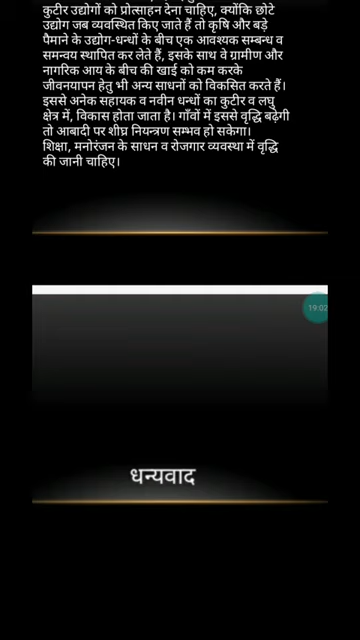 कुटीर उद्योगों को प्रोत्साहन देना चाहिए, क्योंकि छोटे
उद्योग जब व्यवस्थित किए जाते हैं तो कृषि और बड़े
पैमाने के उद्योग-धन्धों के बीच एक आवश्यक सम्बन्ध व
समन्वय स्थापित कर लेते हैं, इसके साथ वे ग्रामीण और
नागरिक आय के बीच की खाई को कम करके
जीवनयापन हेतु भी अन्य साधनों को विकसित करते हैं।
इससे अनेक सहायक व नवीन धन्धों का कुटीर व लघु
क्षेत्र में, विकास होता जाता है। गाँवों में इससे वृद्धि बढ़ेगी
तो आबादी पर शीघ्र नियन्त्रण सम्भव हो सकेगा।
शिक्षा, मनोरंजन के साधन व रोजगार व्यवस्था में वृद्धि
की जानी चाहिए।
19:02
धन्यवाद